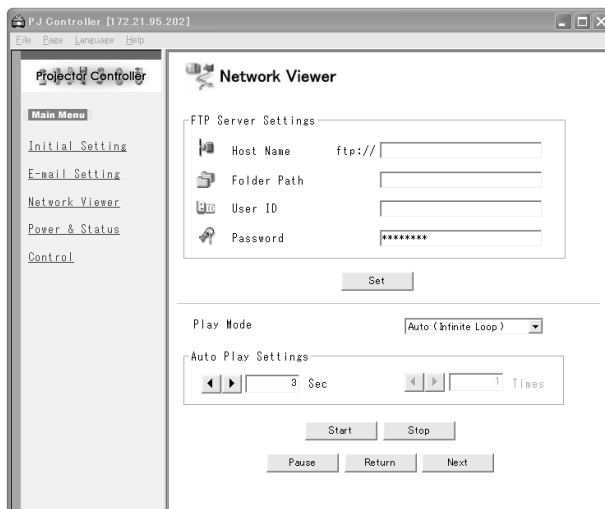 PJ Controller [172.21.95.202]
File Page Language Help
Projector Controller
Main Menu
Initial Setting
E-mail Setting
Network Viewer
Power & Status
Control
Network Viewer
FTP Server Settings
Host Name ftp://
Folder Path
User ID
Password ********
Set
Play Mode Auto (Infinite Loop)
Auto Play Settings
3 Sec 1 Times
Start Stop
Pause Return Next